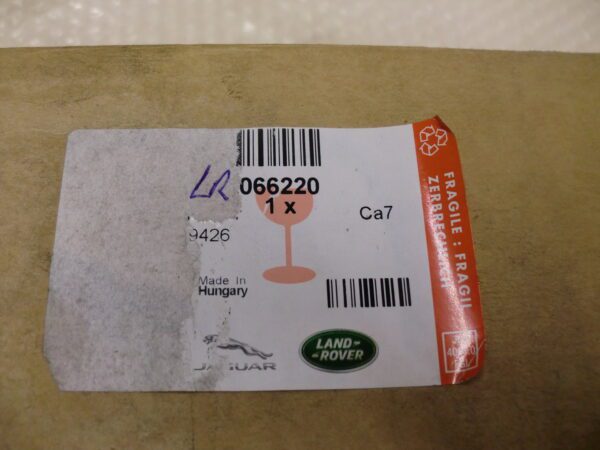 LR 066220
1 x
Ca7
9426
Made In
Hungary
JAGUAR
LAND-
ROVER
FRAGILE : FRAGIL
ZERBRECHLICH